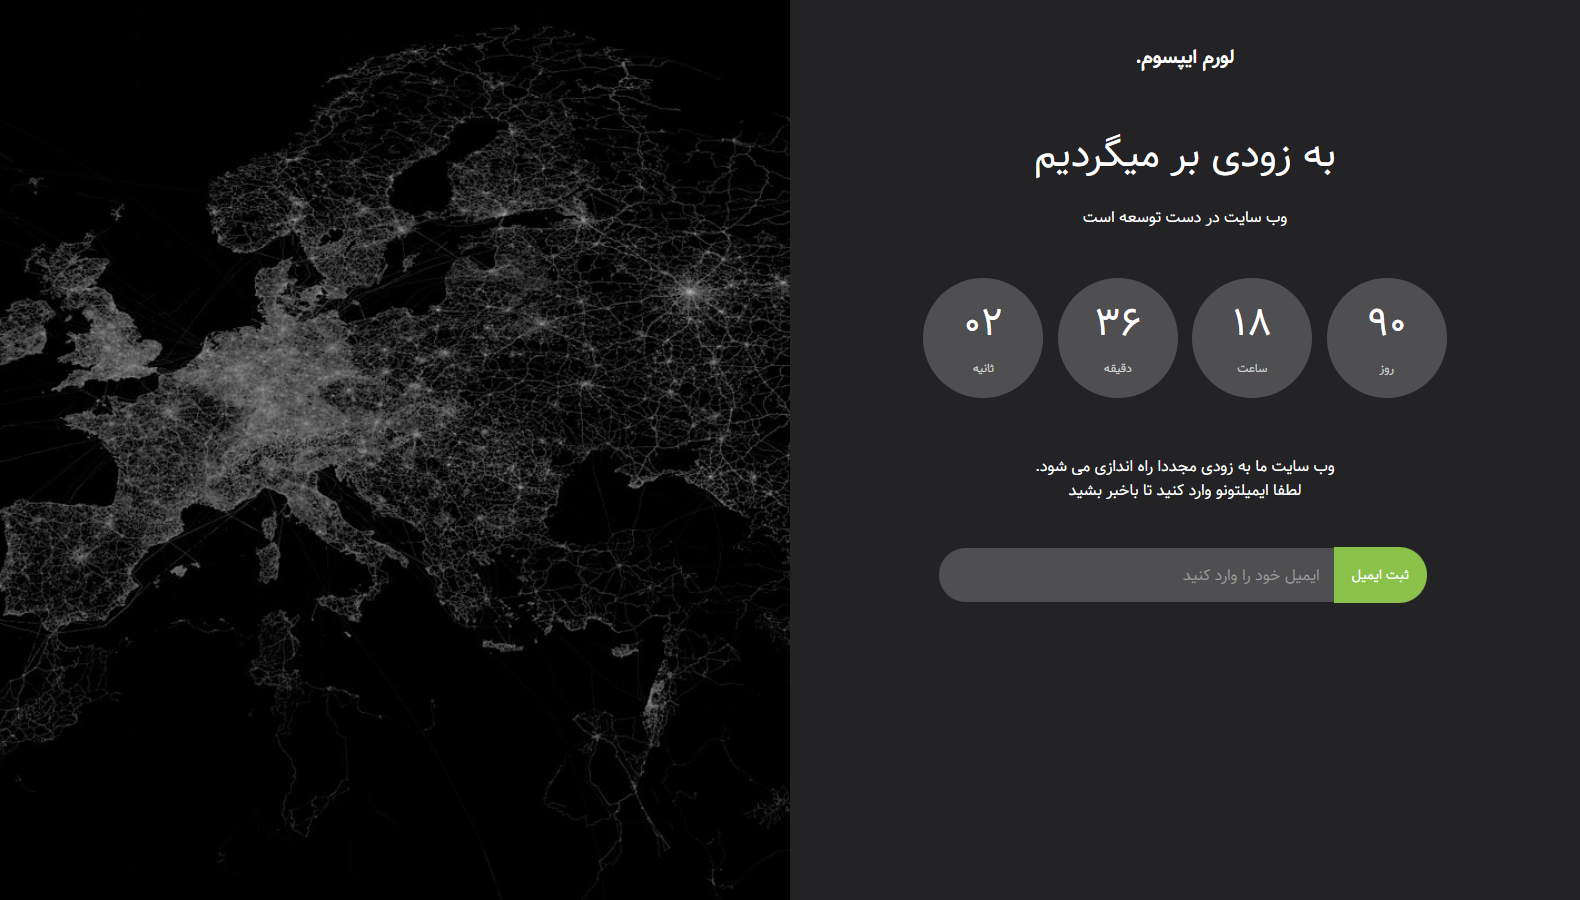 لورم ایپسوم.
به زودی بر میگردیم
وب سایت در دست توسعه است
۹۰
روز
۱۸
ساعت
۳۶
دقیقه
۰۲
ثانیه
وب سایت ما به زودی مجددا راه اندازی می شود.
لطفا ایمیلتونو وارد کنید تا باخبر بشید
ثبت ایمیل
ایمیل خود را وارد کنید